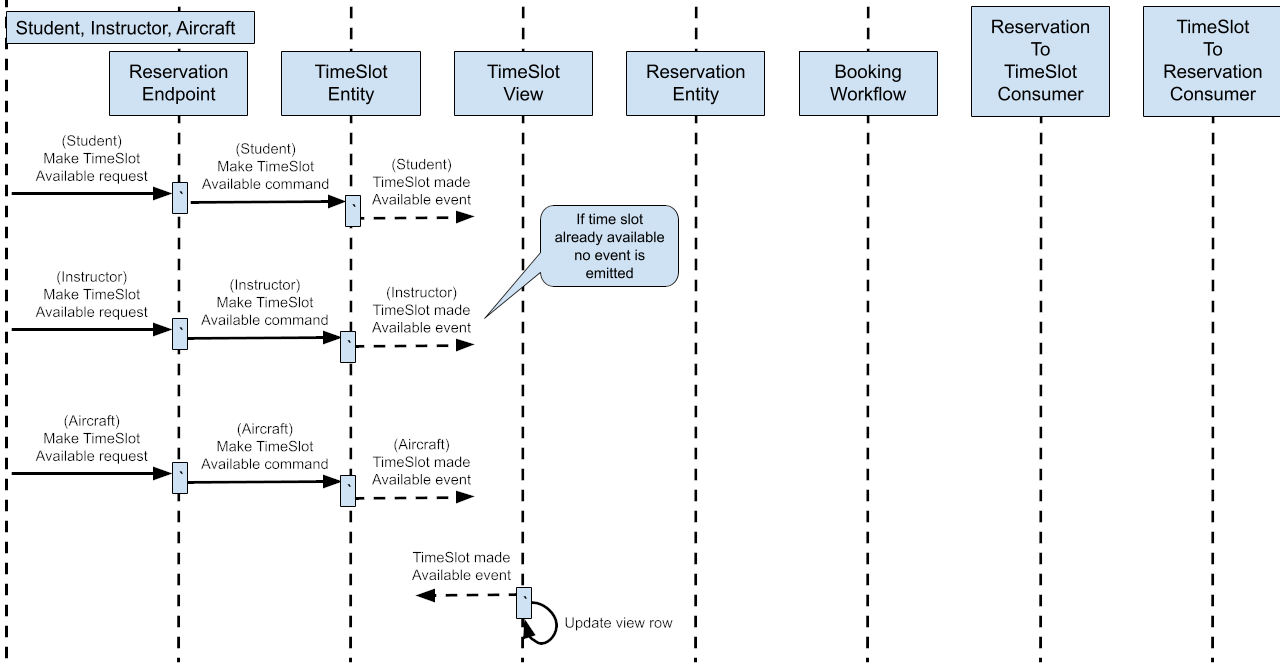 Student, Instructor, Aircraft
Reservation
Endpoint
TimeSlot
Entity
TimeSlot
View
Reservation
Entity
Booking
Workflow
Reservation
To
TimeSlot
Consumer
TimeSlot
To
Reservation
Consumer
(Student)
Make TimeSlot
Available request
`
(Student)
Make TimeSlot
Available command
`
(Student)
TimeSlot made
Available event
If time slot
already available
no event is
emitted
(Instructor)
Make TimeSlot
Available request
`
(Instructor)
Make TimeSlot
Available command
`
(Instructor)
TimeSlot made
Available event
(Aircraft)
Make TimeSlot
Available request
`
(Aircraft)
Make TimeSlot
Available command
`
(Aircraft)
TimeSlot made
Available event
TimeSlot made
Available event
`
Update view row